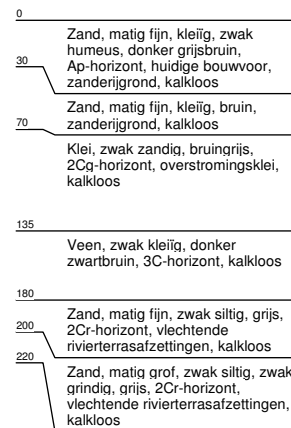 0
Zand, matig fijn, kleiïg, zwak
humeus, donker grijsbruin,
Ap-horizont, huidige bouwvoor,
zanderijgrond, kalkloos
30
Zand, matig fijn, kleiïg, bruin,
zanderijgrond, kalkloos
70
Klei, zwak zandig, bruingrijs,
2Cg-horizont, overstromingsklei,
kalkloos
135
Veen, zwak kleiïg, donker
zwartbruin, 3C-horizont, kalkloos
180
Zand, matig fijn, zwak siltig, grijs,
2Cr-horizont, vlechtende
rivierterrasafzettingen, kalkloos
200
Zand, matig grof, zwak siltig, zwak
grindig, grijs, 2Cr-horizont,
vlechtende rivierterrasafzettingen,
kalkloos
220